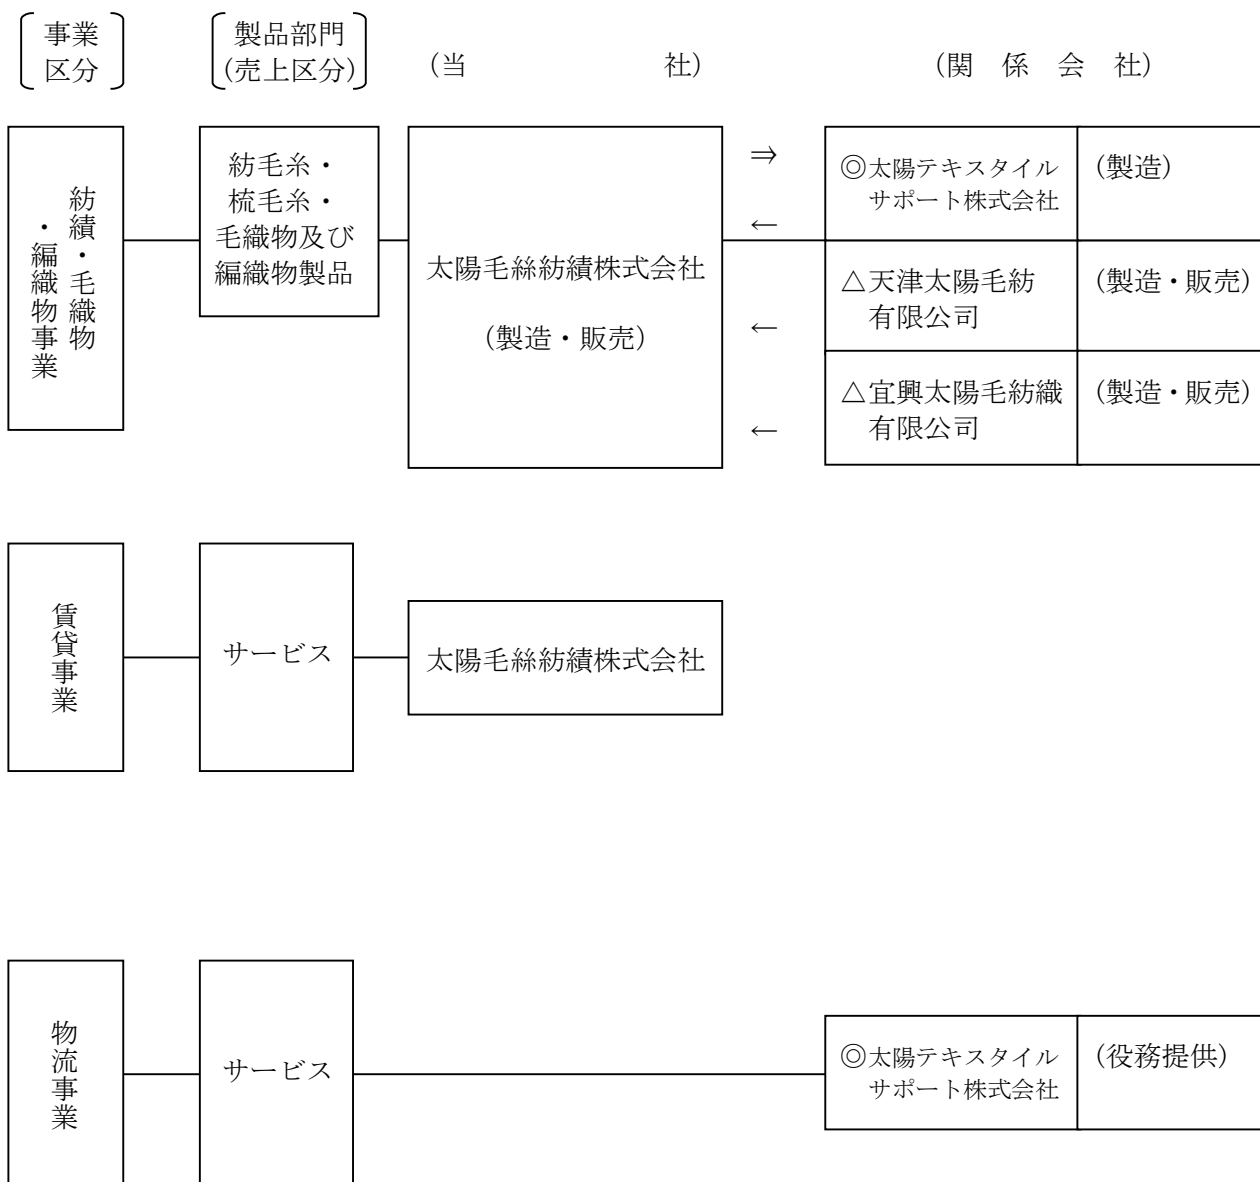 事業
区分
製品部門
(売上区分)
(当　　　　　社)
(関　係　会　社)
紡績・毛織物
・編織物事業
紡毛糸・
梳毛糸・
毛織物及び
編織物製品
太陽毛絲紡績株式会社
(製造・販売)
⇒
←
←
←
◎太陽テキスタイル
サポート株式会社
(製造)
△天津太陽毛紡
有限公司
(製造・販売)
△宜興太陽毛紡織
有限公司
(製造・販売)
賃貸事業
サービス
太陽毛絲紡績株式会社
物流事業
サービス
◎太陽テキスタイル
サポート株式会社
(役務提供)